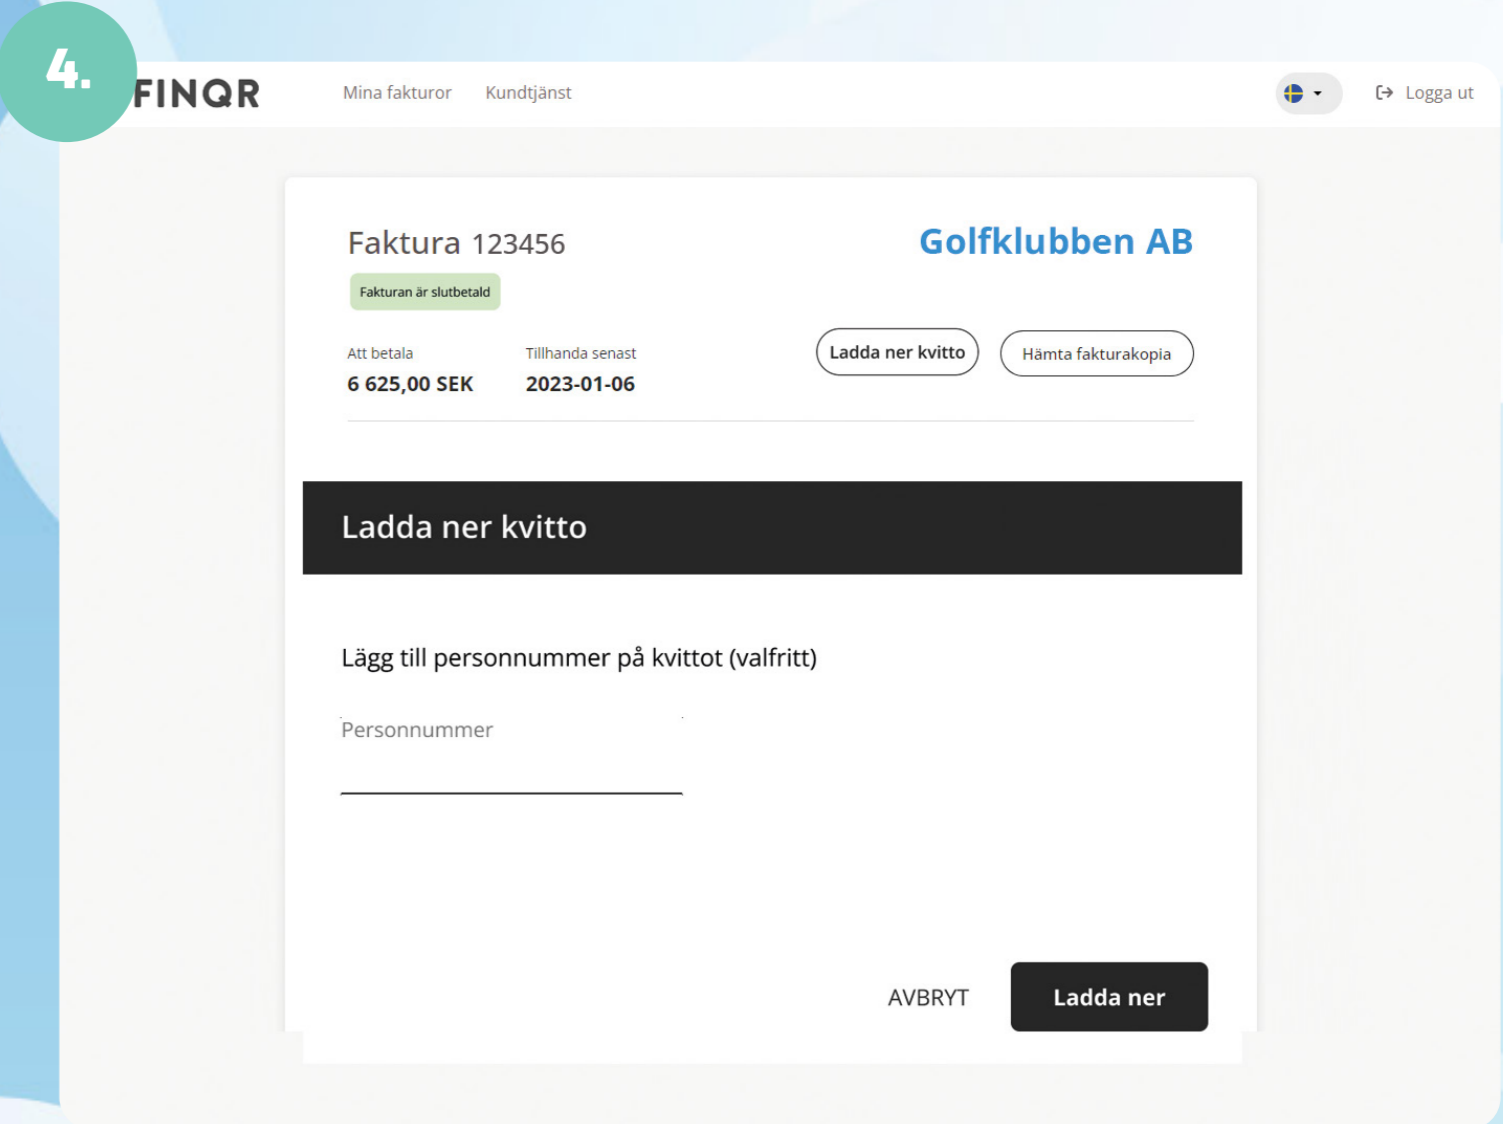 4.
FINQR
Mina fakturor
Kundtjänst
Logga ut
Faktura 123456
Golfklubben AB
Fakturan är slutbetald
Att betala
Tillhanda senast
6 625,00 SEK
2023-01-06
Ladda ner kvitto
Hämta fakturakopia
Ladda ner kvitto
Lägg till personnummer på kvittot (valfritt)
Personnummer
AVBRYT
Ladda ner